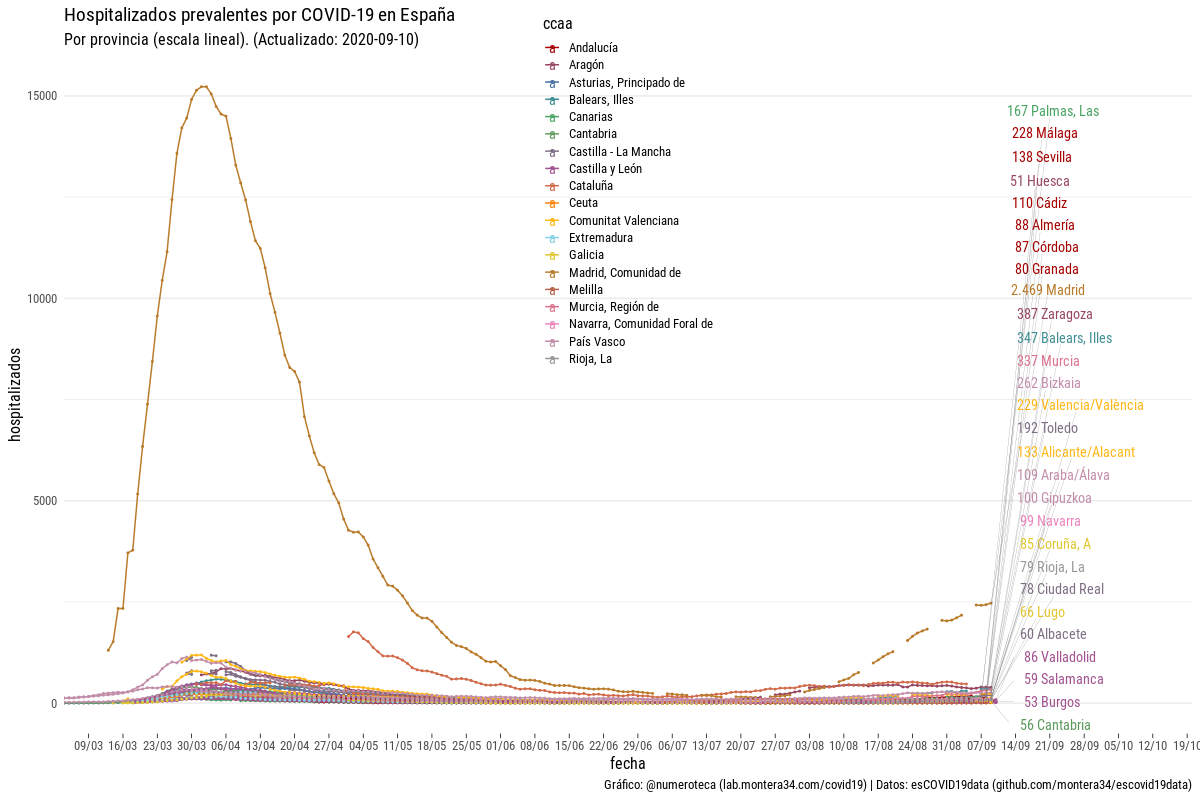 Hospitalizados prevalentes por COVID-19 en España
Por provincia (escala lineal). (Actualizado: 2020-09-10)
ccaa
Andalucía
Aragón
Asturias, Principado de
Balears, Illes
Canarias
Cantabria
Castilla - La Mancha
Castilla y León
Cataluña
Ceuta
Comunitat Valenciana
Extremadura
Galicia
Madrid, Comunidad de
Melilla
Murcia, Región de
Navarra, Comunidad Foral de
País Vasco
Rioja, La
hospitalizados
15000
10000
5000
0
167 Palmas, Las
228 Málaga
138 Sevilla
51 Huesca
110 Cádiz
88 Almería
87 Córdoba
80 Granada
2.469 Madrid
387 Zaragoza
347 Balears, Illes
337 Murcia
262 Bizkaia
229 Valencia/València
192 Toledo
133 Alicante/Alacant
109 Araba/Álava
100 Gipuzkoa
99 Navarra
85 Coruña, A
79 Rioja, La
78 Ciudad Real
66 Lugo
60 Albacete
86 Valladolid
59 Salamanca
53 Burgos
56 Cantabria
09/03 16/03 23/03 30/03 06/04 13/04 20/04 27/04 04/05 11/05 18/05 25/05 01/06 08/06 15/06 22/06 29/06 06/07 13/07 20/07 27/07 03/08 10/08 17/08 24/08 31/08 07/09 14/09 21/09 28/09 05/10 12/10 19/10
fecha
Gráfico: @numeroteca (lab.montera34.com/covid19) | Datos: esCOVID19data (github.com/montera34/escovid19data)